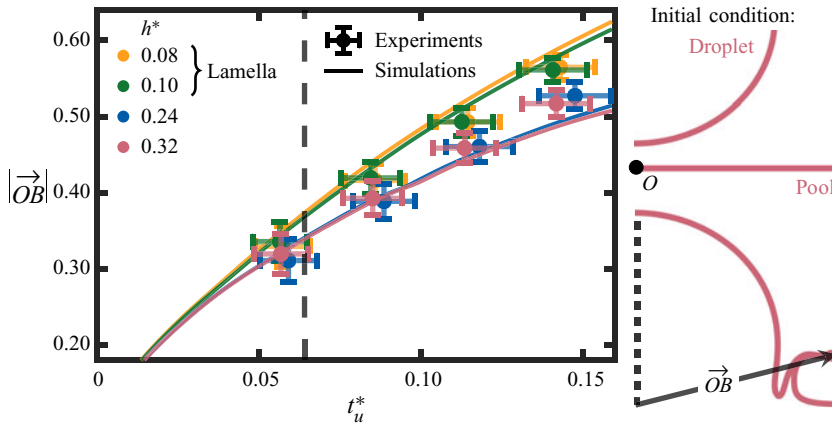 0.60
0.50
0.40
0.30
0.20
|OB|
h*
0.08
0.10
0.24
0.32
Lamella
Experiments
Simulations
0
0.05
0.10
0.15
t*u
Initial condition:
Droplet
O
Pool
OB